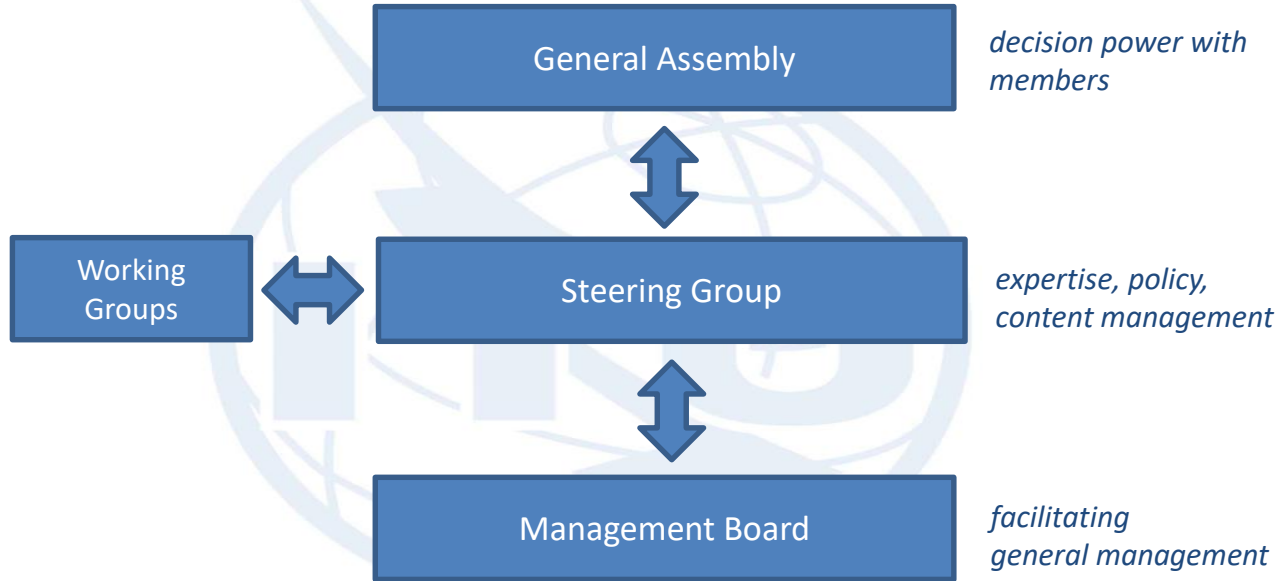 General Assembly
decision power with
members
Working
Groups
Steering Group
expertise, policy,
content management
Management Board
facilitating
general management